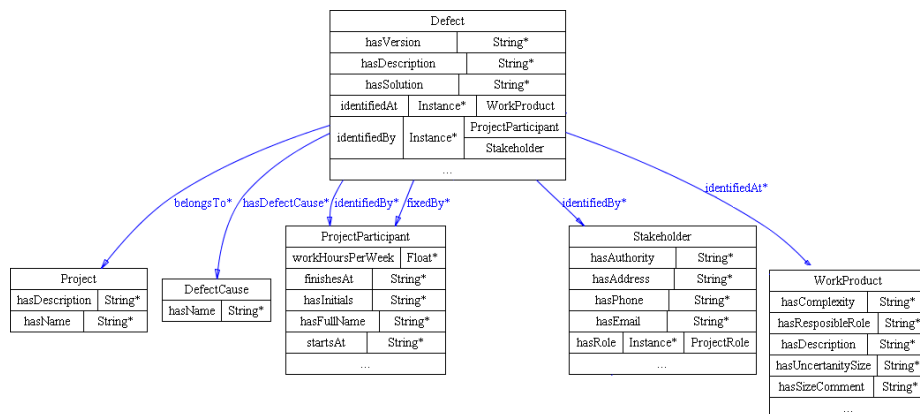 Defect
hasVersion String*
hasDescription String*
hasSolution String*
identifiedAt Instance* WorkProduct
identifiedBy Instance* ProjectParticipant
Stakeholder
...
belongsTo* hasDefectCause* identifiedBy* fixedBy* identifiedBy* identifiedAt*
Project
hasDescription String*
hasName String*
DefectCause
hasName String*
ProjectParticipant
workHoursPerWeek Float*
finishesAt String*
hasInitials String*
hasFullName String*
startsAt String*
...
Stakeholder
hasAuthority String*
hasAddress String*
hasPhone String*
hasEmail String*
hasRole Instance* ProjectRole
...
WorkProduct
hasComplexity String*
hasResposibleRole String*
hasDescription String*
hasUncertanitySize String*
hasSizeComment String*
...